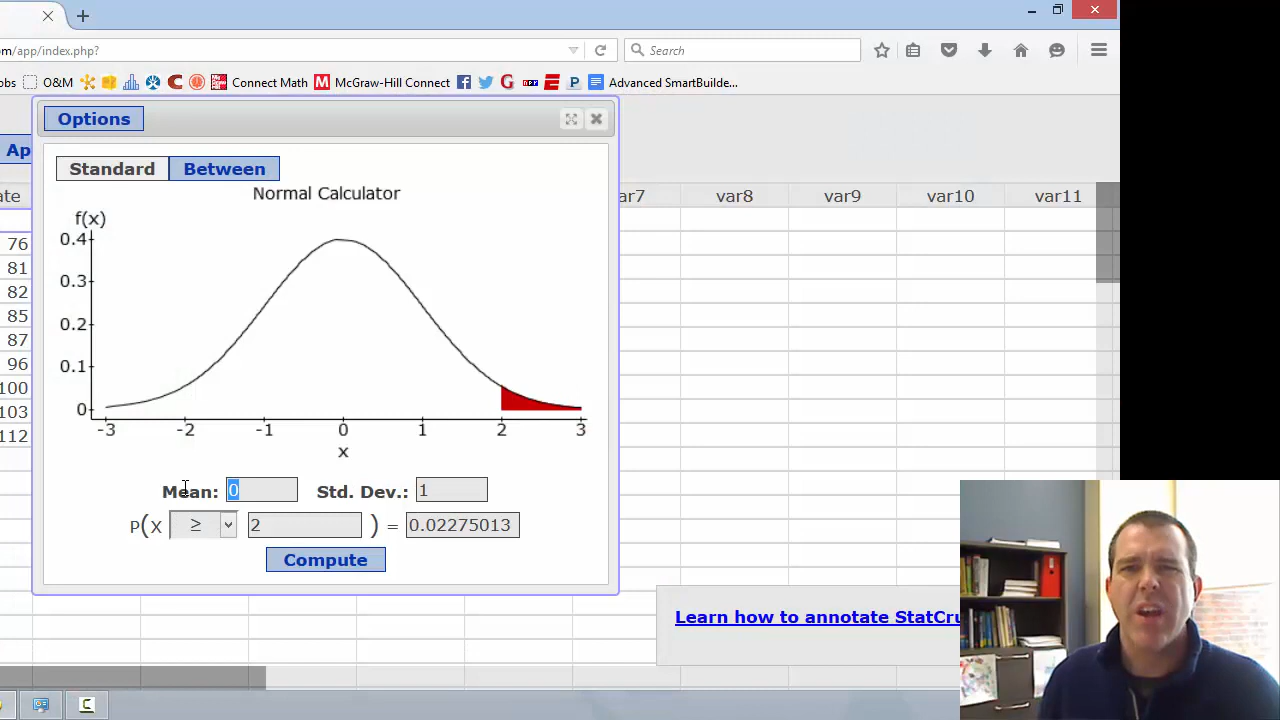 m/app/index.php?
Search
obs O&M Connect Math M McGraw-Hill Connect G npr E P Advanced SmartBuilde...
Options
Ap
Standard Between
ate
var7 var8 var9 var10 var11
Normal Calculator
f(x)
0.4
0.3
0.2
0.1
0
-3 -2 -1 0 1 2 3
x
76
81
82
85
87
96
100
103
112
Mean: 0 Std. Dev.: 1
P(X ≥ 2 ) = 0.02275013
Compute
Learn how to annotate StatCru